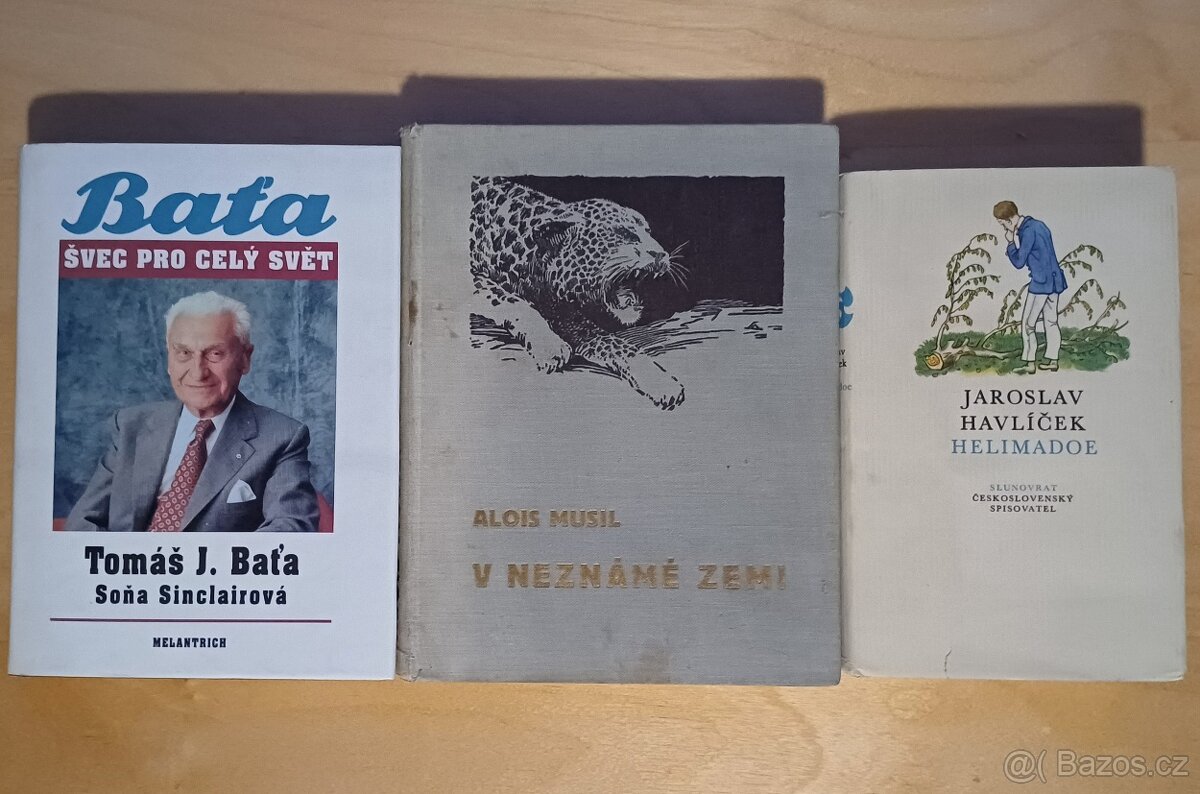 Baťa
ŠVEC PRO CELÝ SVĚT
Tomáš J. Baťa
Soňa Sinclairová
MELANTRICH
ALOIS MUSIL
V NEZNÁMÉ ZEMI
JAROSLAV
HAVLÍČEK
HELIMADOE
SLUNOVRAT
ČESKOSLOVENSKÝ
SPISOVATEL
@( Bazos.cz